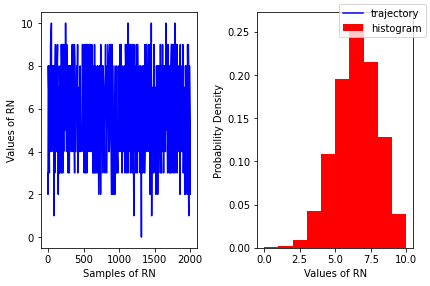 trajectory
histogram
10
8
6
4
2
0
Values of RN
0 500 1000 1500 2000
Samples of RN
0.25
0.20
0.15
0.10
0.05
0.00
Probability Density
0.0 2.5 5.0 7.5 10.0
Values of RN